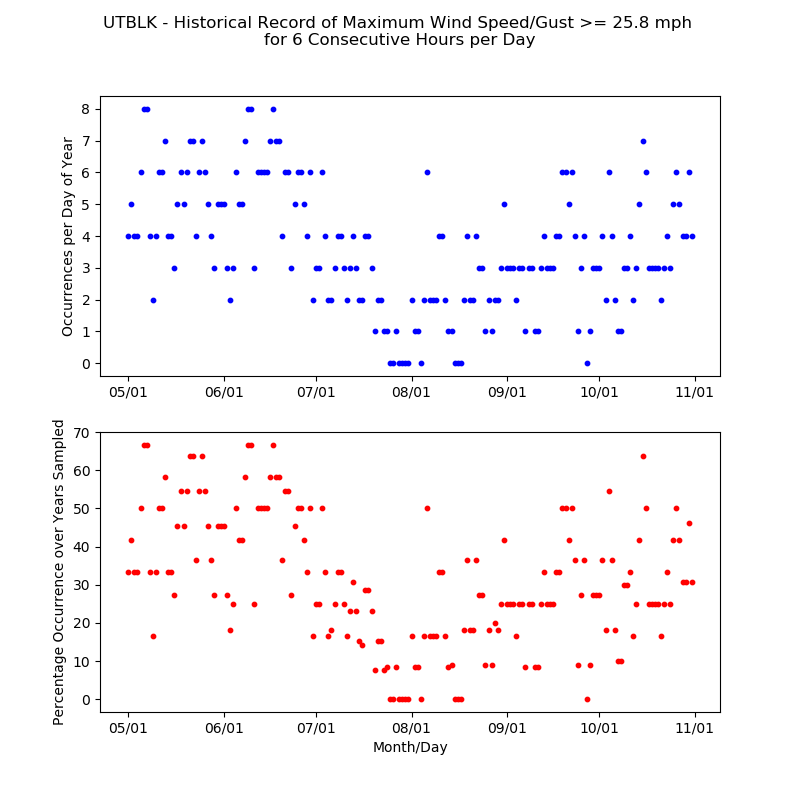 UTBLK - Historical Record of Maximum Wind Speed/Gust >= 25.8 mph
for 6 Consecutive Hours per Day
Occurrences per Day of Year
8
7
6
5
4
3
2
1
0
05/01 06/01 07/01 08/01 09/01 10/01 11/01
Percentage Occurrence over Years Sampled
70
60
50
40
30
20
10
0
05/01 06/01 07/01 08/01 09/01 10/01 11/01
Month/Day